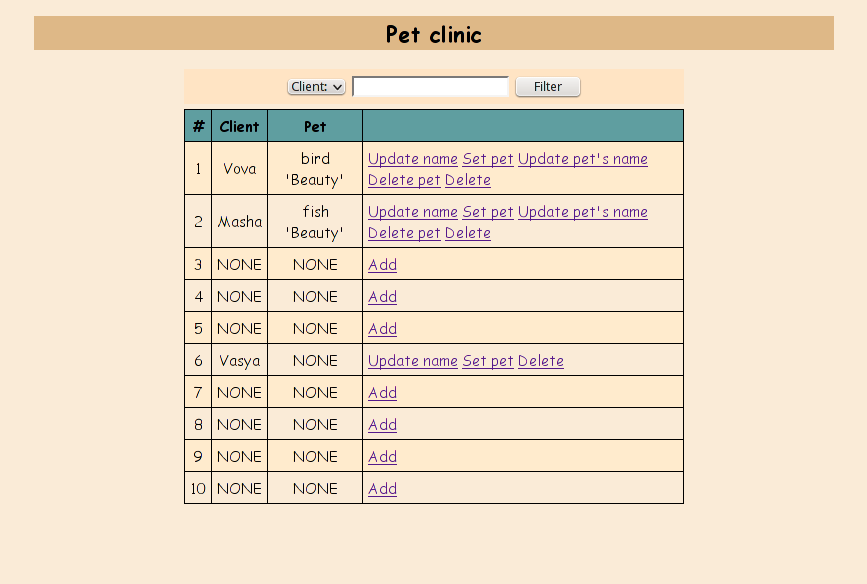 Pet clinic
Client: Filter
# Client Pet
1 Vova bird 'Beauty' Update name Set pet Update pet's name
Delete pet Delete
2 Masha fish 'Beauty' Update name Set pet Update pet's name
Delete pet Delete
3 NONE NONE Add
4 NONE NONE Add
5 NONE NONE Add
6 Vasya NONE Update name Set pet Delete
7 NONE NONE Add
8 NONE NONE Add
9 NONE NONE Add
10 NONE NONE Add